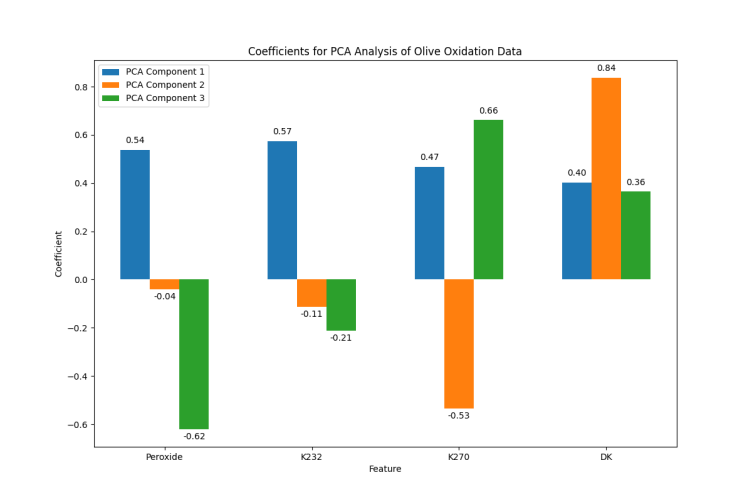 Coefficients for PCA Analysis of Olive Oxidation Data
PCA Component 1
PCA Component 2
PCA Component 3
0.84
0.66
0.57
0.54
0.47
0.40
0.36
-0.04
-0.11
-0.21
-0.53
-0.62
0.8
0.6
0.4
0.2
0.0
−0.2
−0.4
−0.6
Coefficient
Peroxide K232 K270 DK
Feature